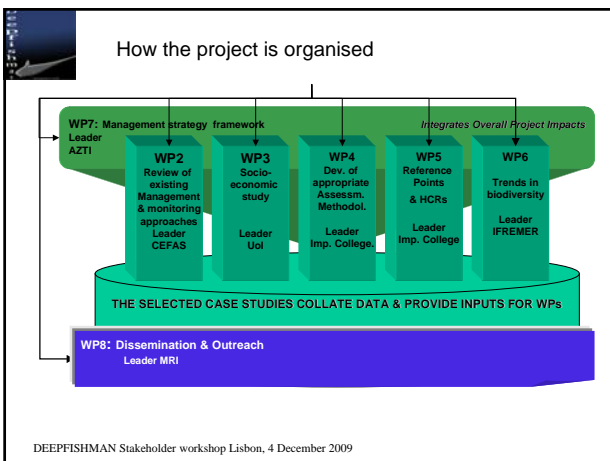 deepfishman
How the project is organised
WP7: Management strategy framework
Integrates Overall Project Impacts
Leader
AZTI
WP2
Review of
existing
Management
& monitoring
approaches
Leader
CEFAS
WP3
Socio-
economic
study
Leader
UoI
WP4
Dev. of
appropriate
Assessm.
Methodol.
Leader
Imp. College.
WP5
Reference
Points
& HCRs
Leader
Imp. College
WP6
Trends in
biodiversity
Leader
IFREMER
THE SELECTED CASE STUDIES COLLATE DATA & PROVIDE INPUTS FOR WPs
WP8: Dissemination & Outreach
Leader MRI
DEEPFISHMAN Stakeholder workshop Lisbon, 4 December 2009